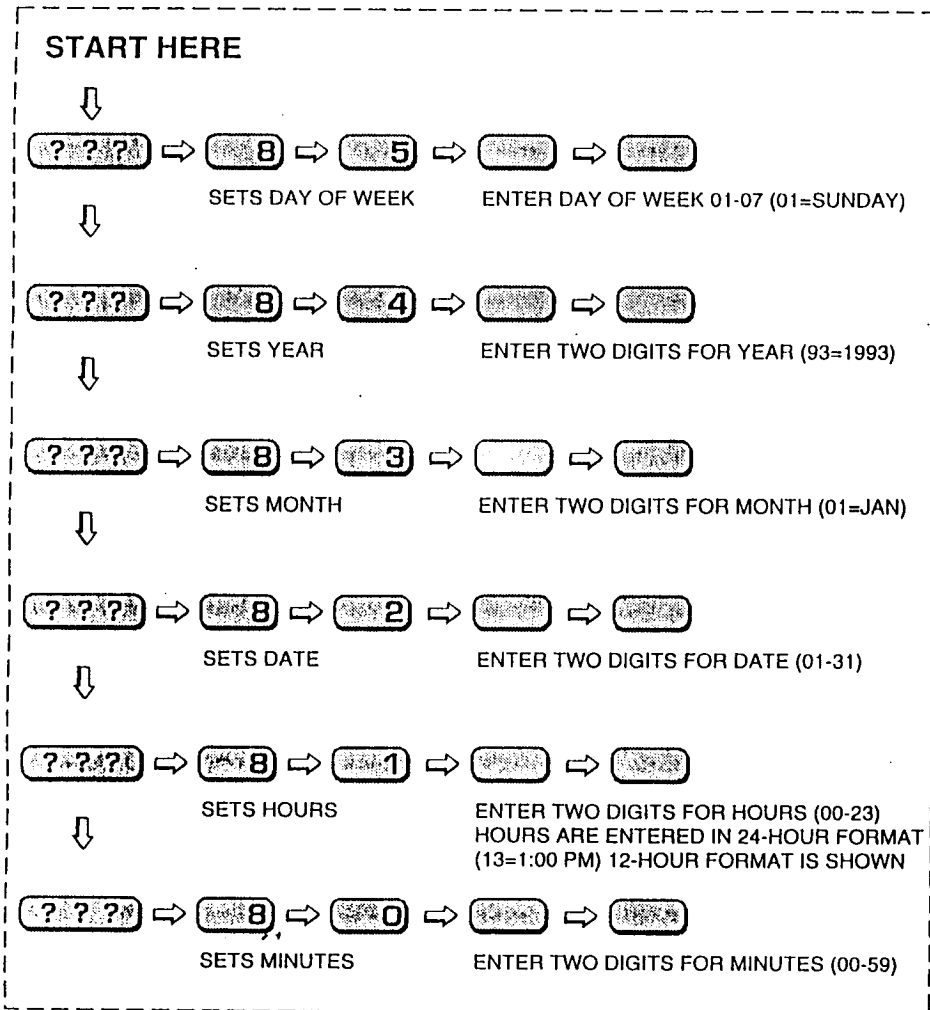 START HERE
? ? ? 8 5
SETS DAY OF WEEK ENTER DAY OF WEEK 01-07 (01=SUNDAY)
? ? ? 8 4
SETS YEAR ENTER TWO DIGITS FOR YEAR (93=1993)
? ? ? 8 3
SETS MONTH ENTER TWO DIGITS FOR MONTH (01=JAN)
? ? ? 8 2
SETS DATE ENTER TWO DIGITS FOR DATE (01-31)
? ? ? 8 1
SETS HOURS ENTER TWO DIGITS FOR HOURS (00-23)
HOURS ARE ENTERED IN 24-HOUR FORMAT
(13=1:00 PM) 12-HOUR FORMAT IS SHOWN
? ? ? 8 0
SETS MINUTES ENTER TWO DIGITS FOR MINUTES (00-59)